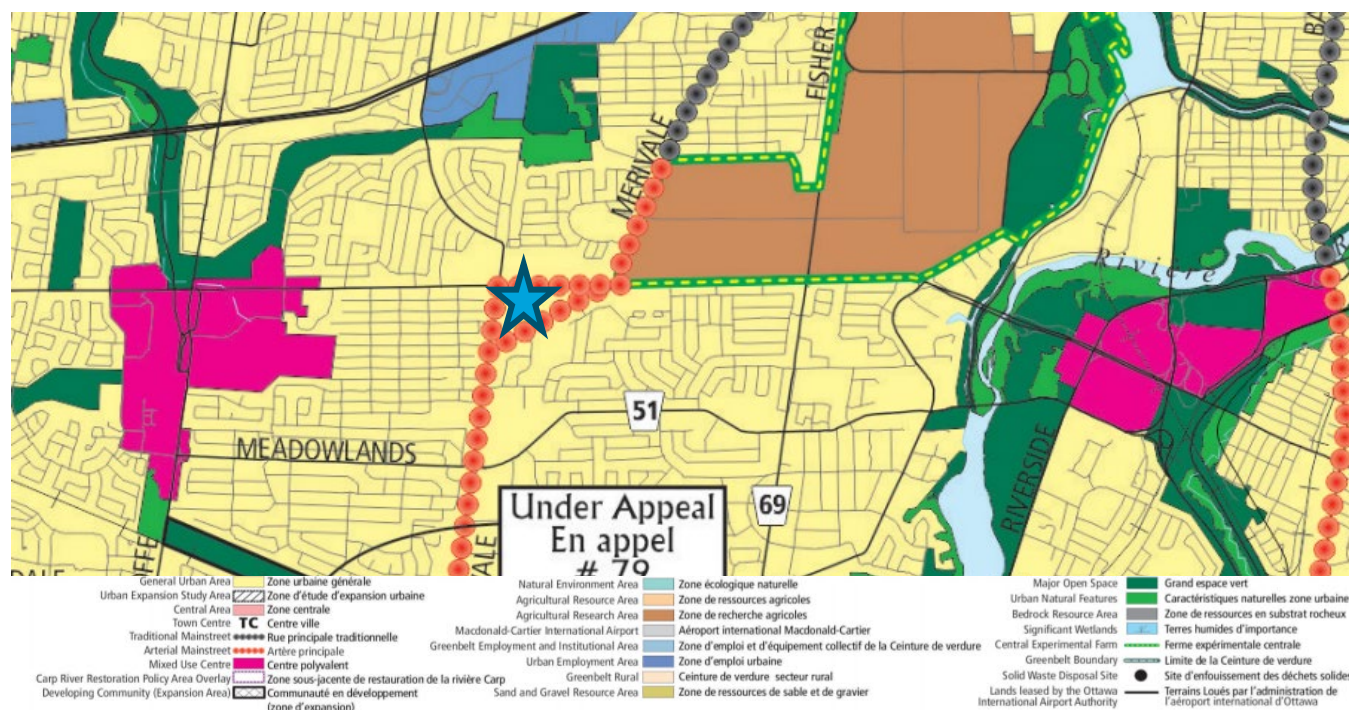 FISHER
BA
MERIVALE
Rivière
R
51
MEADOWLANDS
Under Appeal
En appel
# 79
69
RIVERSIDE
General Urban Area Zone urbaine générale
Urban Expansion Study Area Zone d'étude d'expansion urbaine
Central Area Zone centrale
Town Centre TC Centre ville
Traditional Mainstreet Rue principale traditionnelle
Arterial Mainstreet Artère principale
Mixed Use Centre Centre polyvalent
Carp River Restoration Policy Area Overlay Zone sous-jacente de restauration de la rivière Carp
Developing Community (Expansion Area) Communauté en développement
(zone d'expansion)
Natural Environment Area Zone écologique naturelle
Agricultural Resource Area Zone de ressources agricoles
Agricultural Research Area Zone de recherche agricoles
Macdonald-Cartier International Airport Aéroport international Macdonald-Cartier
Greenbelt Employment and Institutional Area Zone d'emploi et d'équipement collectif de la Ceinture de verdure
Urban Employment Area Zone d'emploi urbaine
Greenbelt Rural Ceinture de verdure secteur rural
Sand and Gravel Resource Area Zone de ressources de sable et de gravier
Major Open Space Grand espace vert
Urban Natural Features Caractéristiques naturelles zone urbaine
Bedrock Resource Area Zone de ressources en substrat rocheux
Significant Wetlands Terres humides d'importance
Central Experimental Farm Ferme expérimentale centrale
Greenbelt Boundary Limite de la Ceinture de verdure
Solid Waste Disposal Site Site d'enfouissement des déchets solides
Lands leased by the Ottawa Terrains Loués par l'administration de
International Airport Authority l'aéroport international d'Ottawa